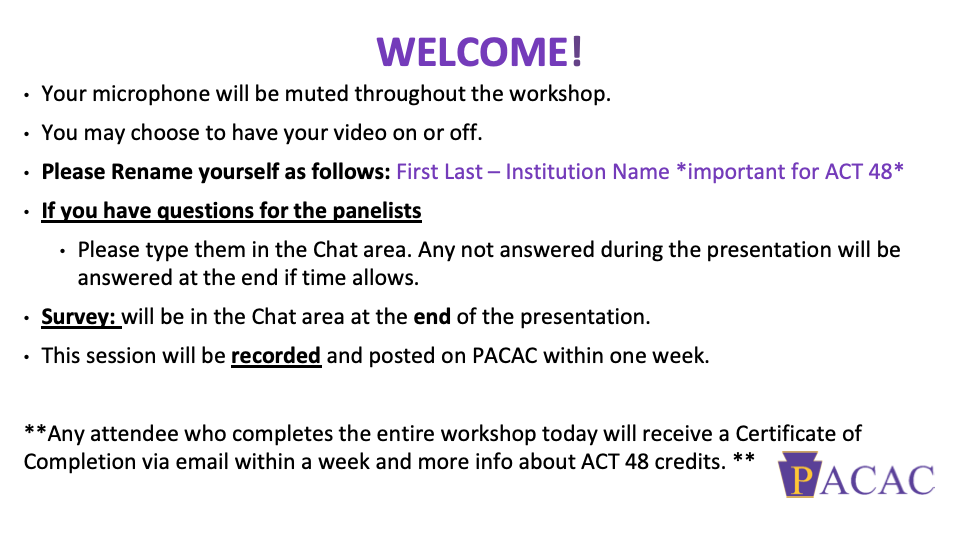 WELCOME!
• Your microphone will be muted throughout the workshop.
• You may choose to have your video on or off.
• Please Rename yourself as follows: First Last – Institution Name *important for ACT 48*
• If you have questions for the panelists
• Please type them in the Chat area. Any not answered during the presentation will be
answered at the end if time allows.
• Survey: will be in the Chat area at the end of the presentation.
• This session will be recorded and posted on PACAC within one week.
**Any attendee who completes the entire workshop today will receive a Certificate of
Completion via email within a week and more info about ACT 48 credits. **
PACAC